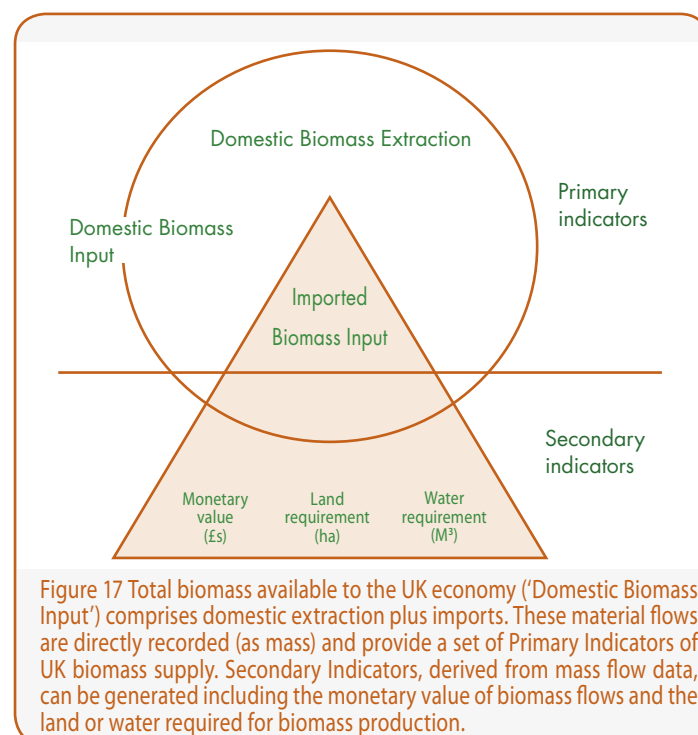 Domestic Biomass Extraction
Primary
indicators
Domestic Biomass
Input
Imported
Biomass Input
Secondary
indicators
Monetary
value
(£s)
Land
requirement
(ha)
Water
requirement
(M³)
Figure 17 Total biomass available to the UK economy (‘Domestic Biomass
Input’) comprises domestic extraction plus imports. These material flows
are directly recorded (as mass) and provide a set of Primary Indicators of
UK biomass supply. Secondary Indicators, derived from mass flow data,
can be generated including the monetary value of biomass flows and the
land or water required for biomass production.